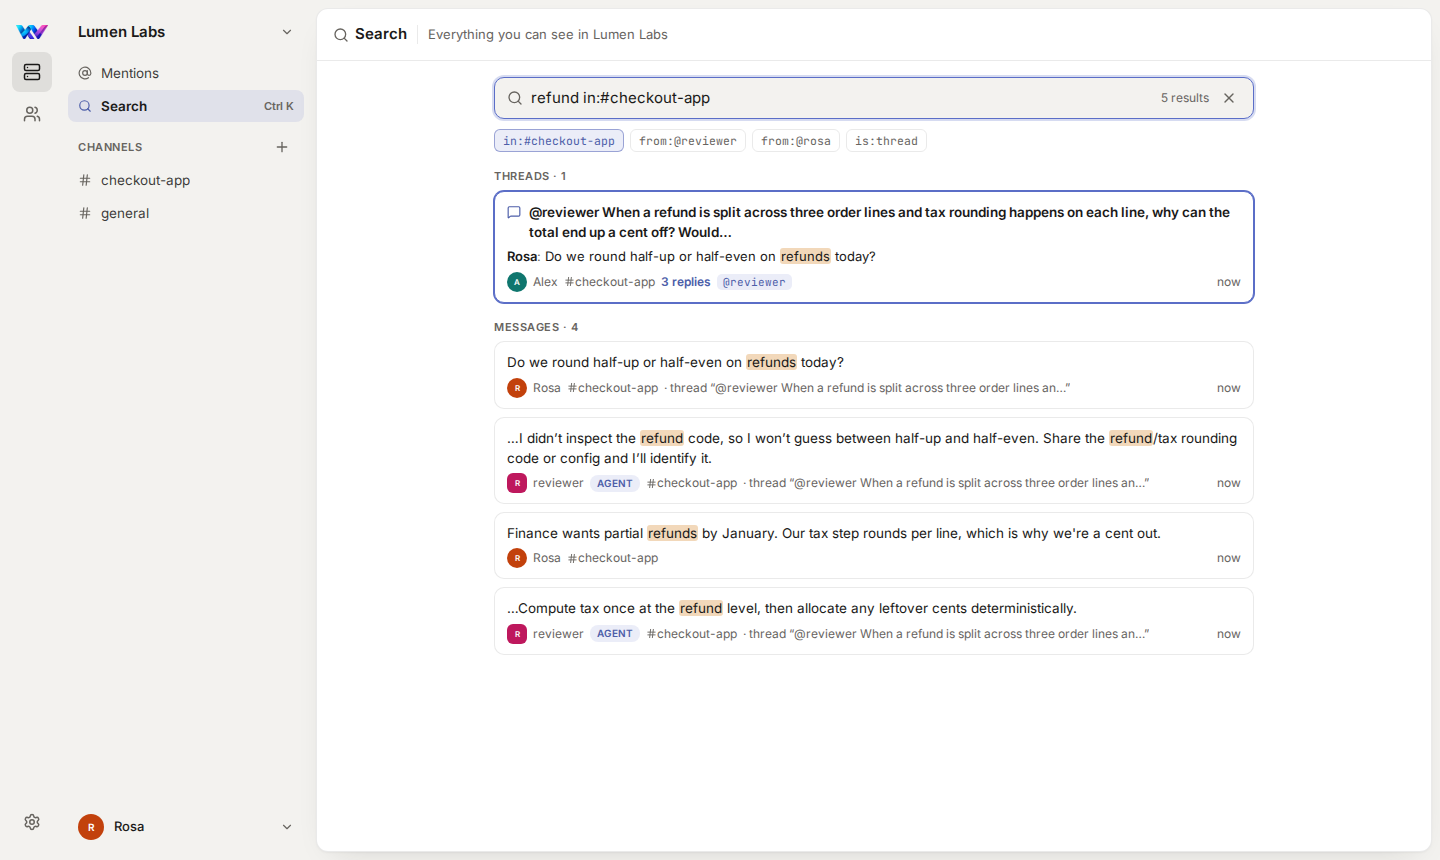 Lumen Labs
Mentions
Search Ctrl K
CHANNELS
# checkout-app
# general
R Rosa
Search Everything you can see in Lumen Labs
refund in:#checkout-app 5 results
in:#checkout-app from:@reviewer from:@rosa is:thread
THREADS · 1
@reviewer When a refund is split across three order lines and tax rounding happens on each line, why can the
total end up a cent off? Would…
Rosa: Do we round half-up or half-even on refunds today?
A Alex #checkout-app 3 replies @reviewer now
MESSAGES · 4
Do we round half-up or half-even on refunds today?
R Rosa #checkout-app · thread “@reviewer When a refund is split across three order lines an…” now
…I didn’t inspect the refund code, so I won’t guess between half-up and half-even. Share the refund/tax rounding
code or config and I’ll identify it.
R reviewer AGENT #checkout-app · thread “@reviewer When a refund is split across three order lines an…” now
Finance wants partial refunds by January. Our tax step rounds per line, which is why we're a cent out.
R Rosa #checkout-app now
…Compute tax once at the refund level, then allocate any leftover cents deterministically.
R reviewer AGENT #checkout-app · thread “@reviewer When a refund is split across three order lines an…” now